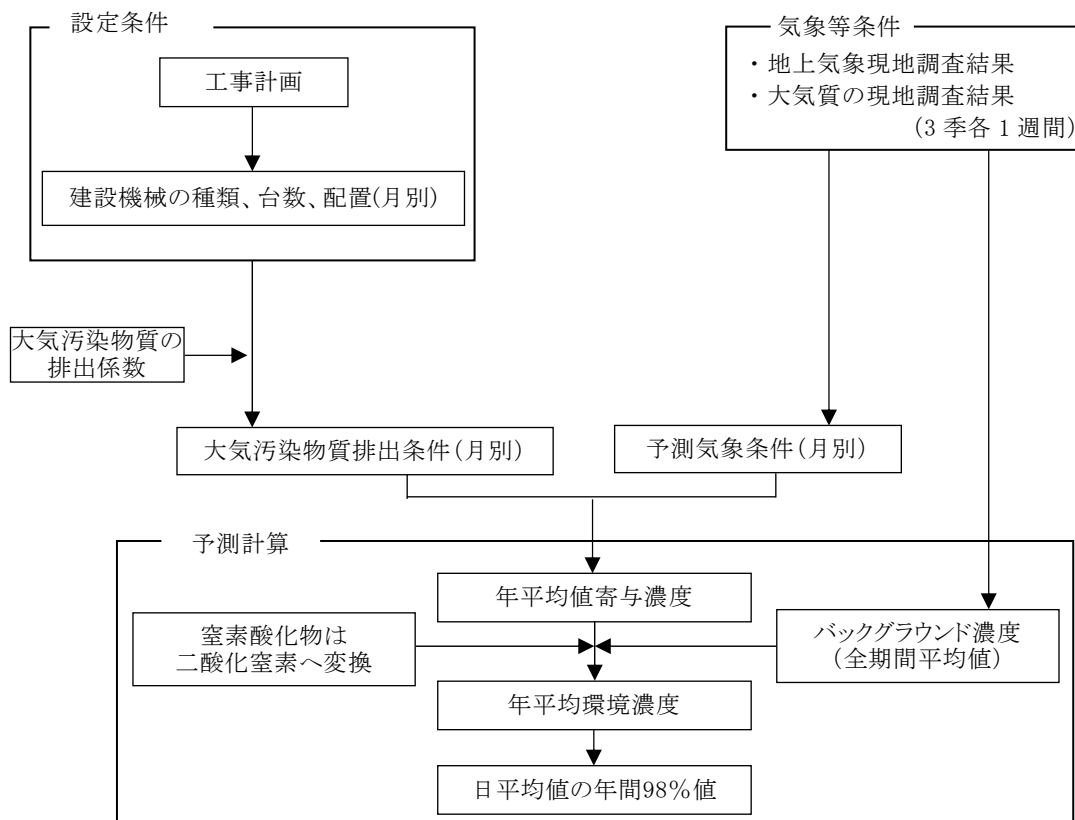 設定条件
工事計画
建設機械の種類、台数、配置(月別)
気象等条件
・地上気象現地調査結果
・大気質の現地調査結果
(3 季各 1 週間)
大気汚染物質の
排出係数
大気汚染物質排出条件(月別)
予測気象条件(月別)
予測計算
年平均値寄与濃度
窒素酸化物は
二酸化窒素へ変換
バックグラウンド濃度
(全期間平均値)
年平均環境濃度
日平均値の年間98%値